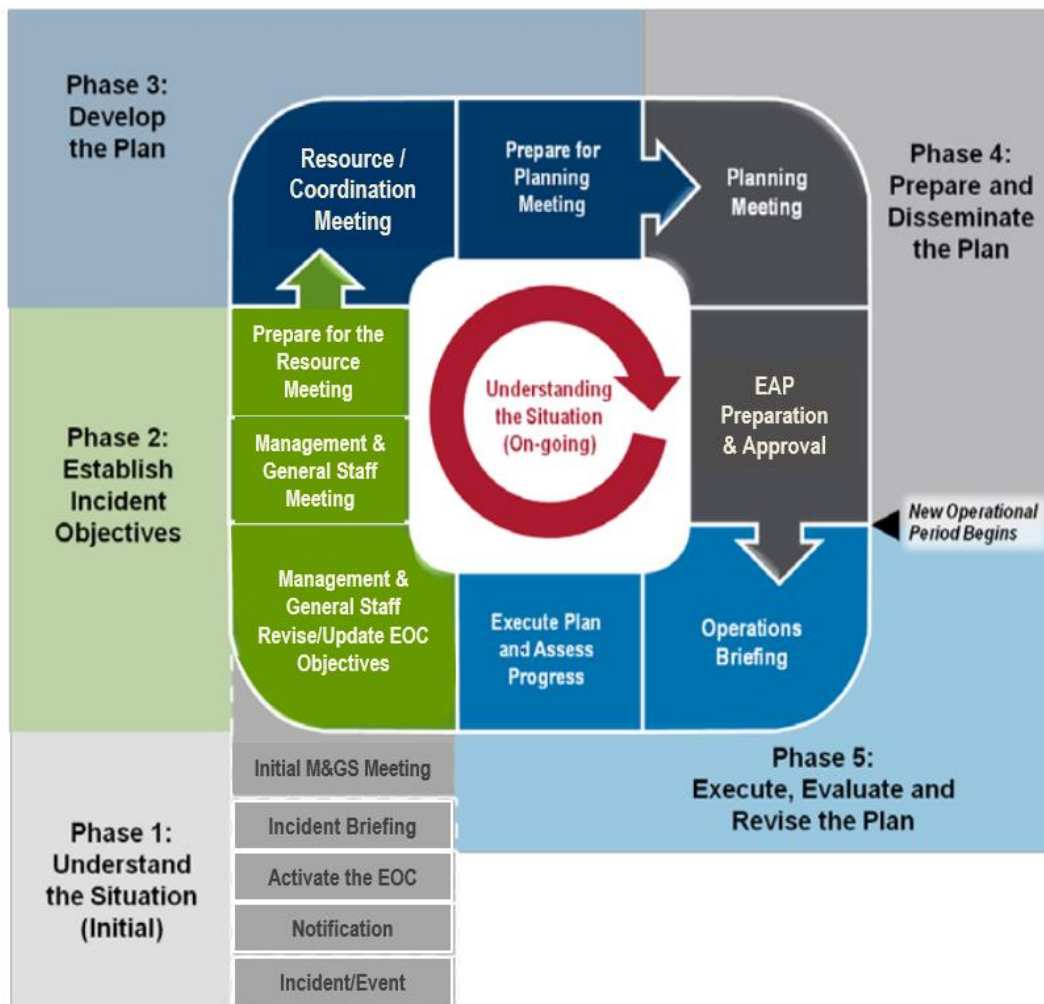 Phase 3:
Develop
the Plan
Resource /
Coordination
Meeting
Prepare for
Planning
Meeting
Planning
Meeting
Phase 4:
Prepare and
Disseminate
the Plan
Prepare for the
Resource
Meeting
Phase 2:
Establish
Incident
Objectives
Management &
General Staff
Meeting
Understanding
the Situation
(On-going)
EAP
Preparation
& Approval
New Operational
Period Begins
Management &
General Staff
Revise/Update EOC
Objectives
Execute Plan
and Assess
Progress
Operations
Briefing
Phase 5:
Execute, Evaluate and
Revise the Plan
Phase 1:
Understand
the Situation
(Initial)
Initial M&GS Meeting
Incident Briefing
Activate the EOC
Notification
Incident/Event